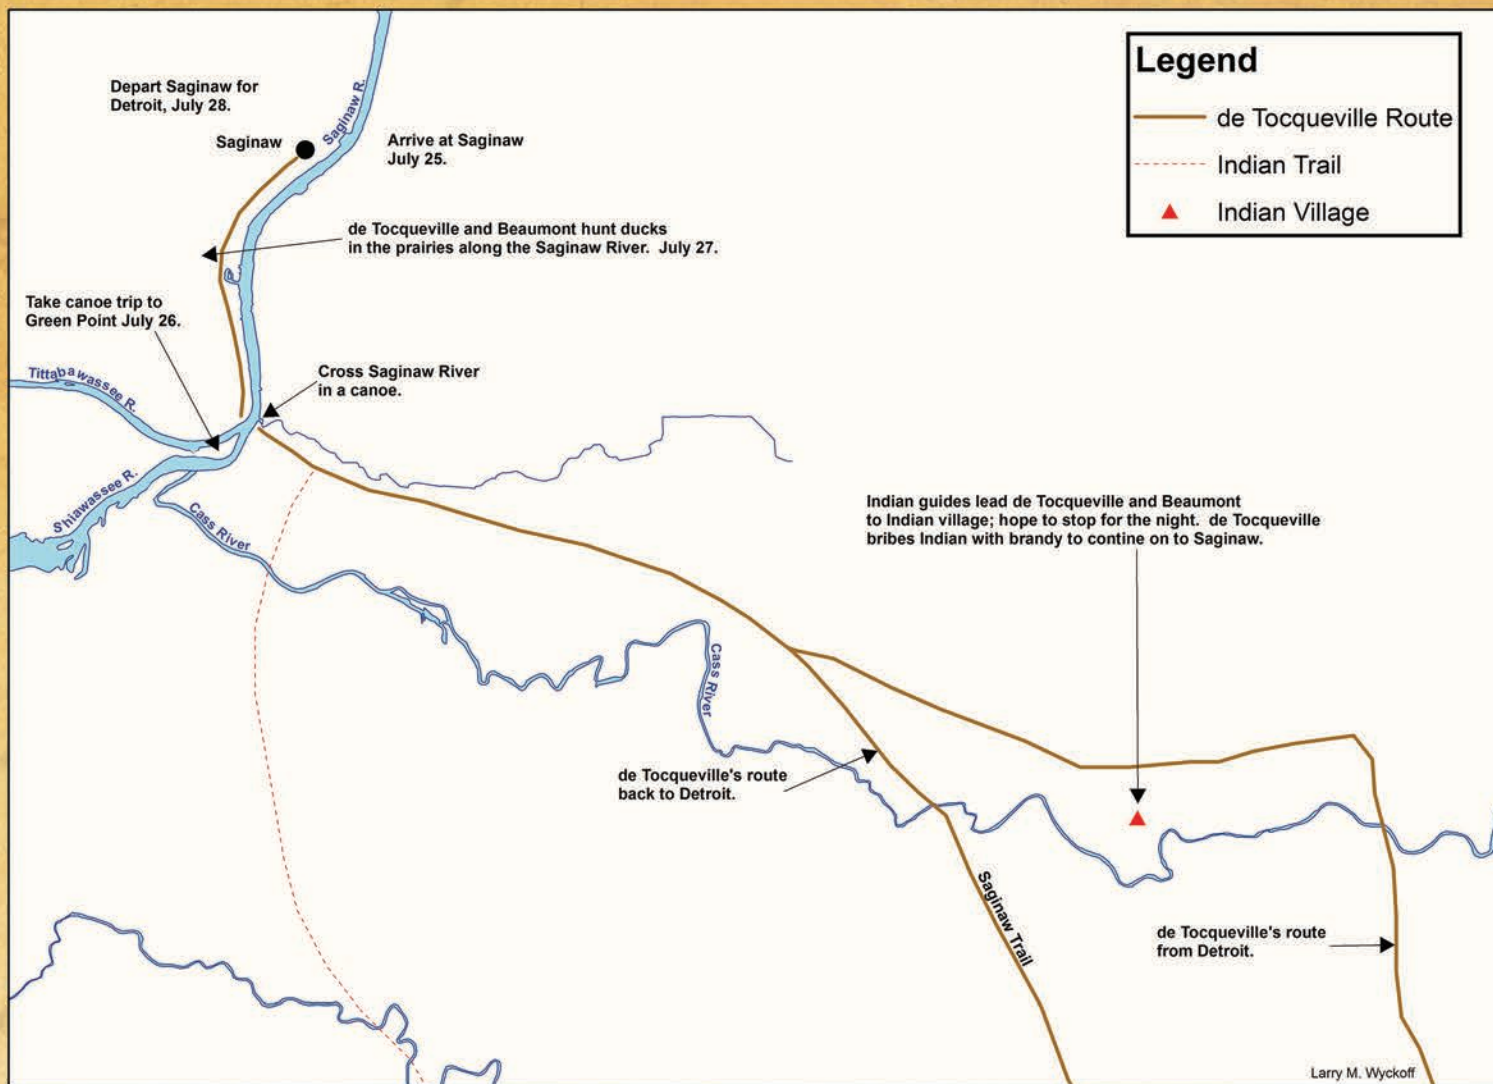 Legend
de Tocqueville Route
Indian Trail
Indian Village
Depart Saginaw for
Detroit, July 28.
Saginaw
Saginaw R.
Arrive at Saginaw
July 25.
de Tocqueville and Beaumont hunt ducks
in the prairies along the Saginaw River.  July 27.
Take canoe trip to
Green Point July 26.
Tittabawassee R.
Cross Saginaw River
in a canoe.
Shiawassee R.
Cass River
Indian guides lead de Tocqueville and Beaumont
to Indian village; hope to stop for the night.  de Tocqueville
bribes Indian with brandy to contine on to Saginaw.
Cass River
de Tocqueville's route
back to Detroit.
Saginaw Trail
de Tocqueville's route
from Detroit.
Larry M. Wyckoff